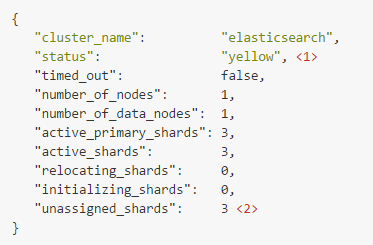 {
"cluster_name": "elasticsearch",
"status": "yellow", <1>
"timed_out": false,
"number_of_nodes": 1,
"number_of_data_nodes": 1,
"active_primary_shards": 3,
"active_shards": 3,
"relocating_shards": 0,
"initializing_shards": 0,
"unassigned_shards": 3 <2>
}